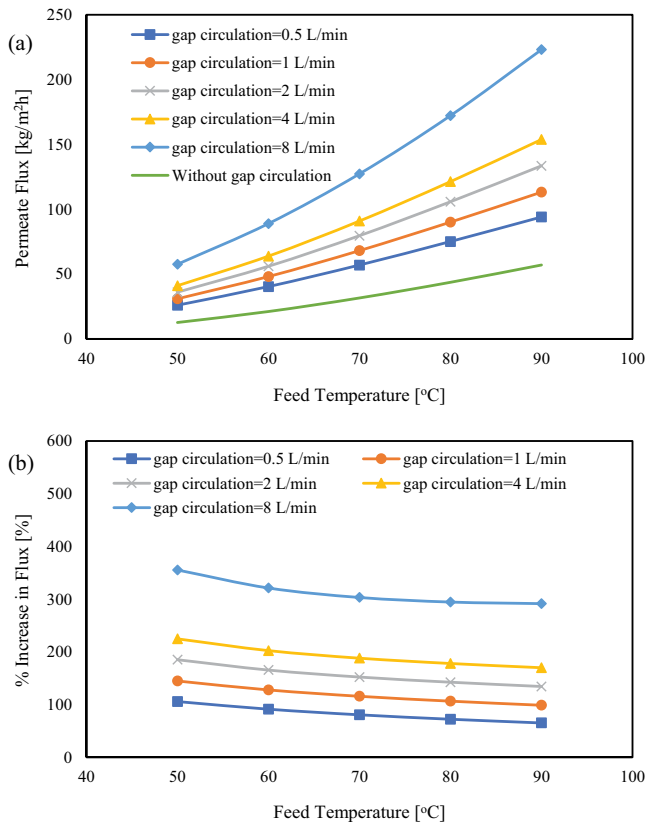 (a)
250
200
150
100
50
0
Permeate Flux [kg/m²h]
gap circulation=0.5 L/min
gap circulation=1 L/min
gap circulation=2 L/min
gap circulation=4 L/min
gap circulation=8 L/min
Without gap circulation
40 50 60 70 80 90 100
Feed Temperature [°C]
(b)
600
500
400
300
200
100
0
% Increase in Flux [%]
gap circulation=0.5 L/min gap circulation=1 L/min
gap circulation=2 L/min gap circulation=4 L/min
gap circulation=8 L/min
40 50 60 70 80 90 100
Feed Temperature [°C]